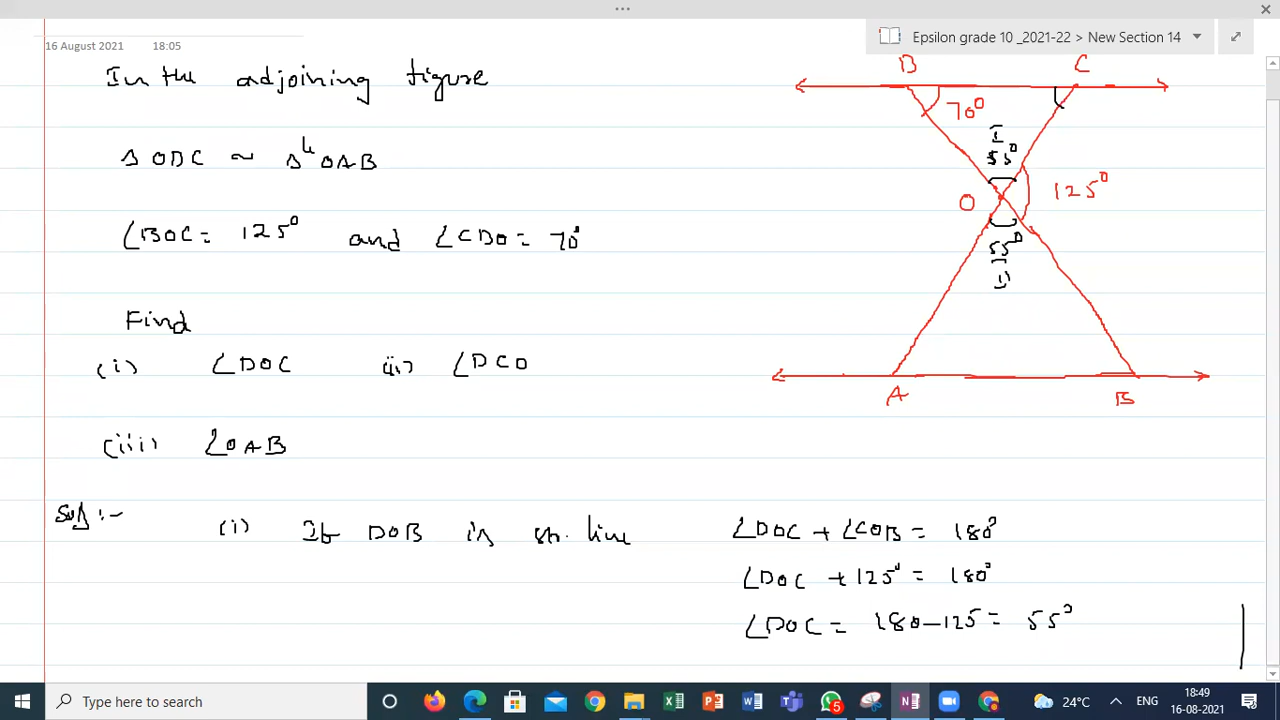 Epsilon grade 10 _2021-22 > New Section 14
16 August 2021 18:05
In the adjoining figure
Δ ODC ~ Δle OAB
∠BOC = 125° and ∠CDO = 70°
Find
(i) ∠DOC (ii) ∠DCO
(iii) ∠OAB
D C
70°
I
55°
O
125°
55°
II
A B
Soln :- (i) If DOB is st. line
∠DOC + ∠COB = 180°
∠DOC + 125° = 180°
∠DOC = 180 - 125 = 55°
Type here to search
5
24°C
ENG
18:49
16-08-2021